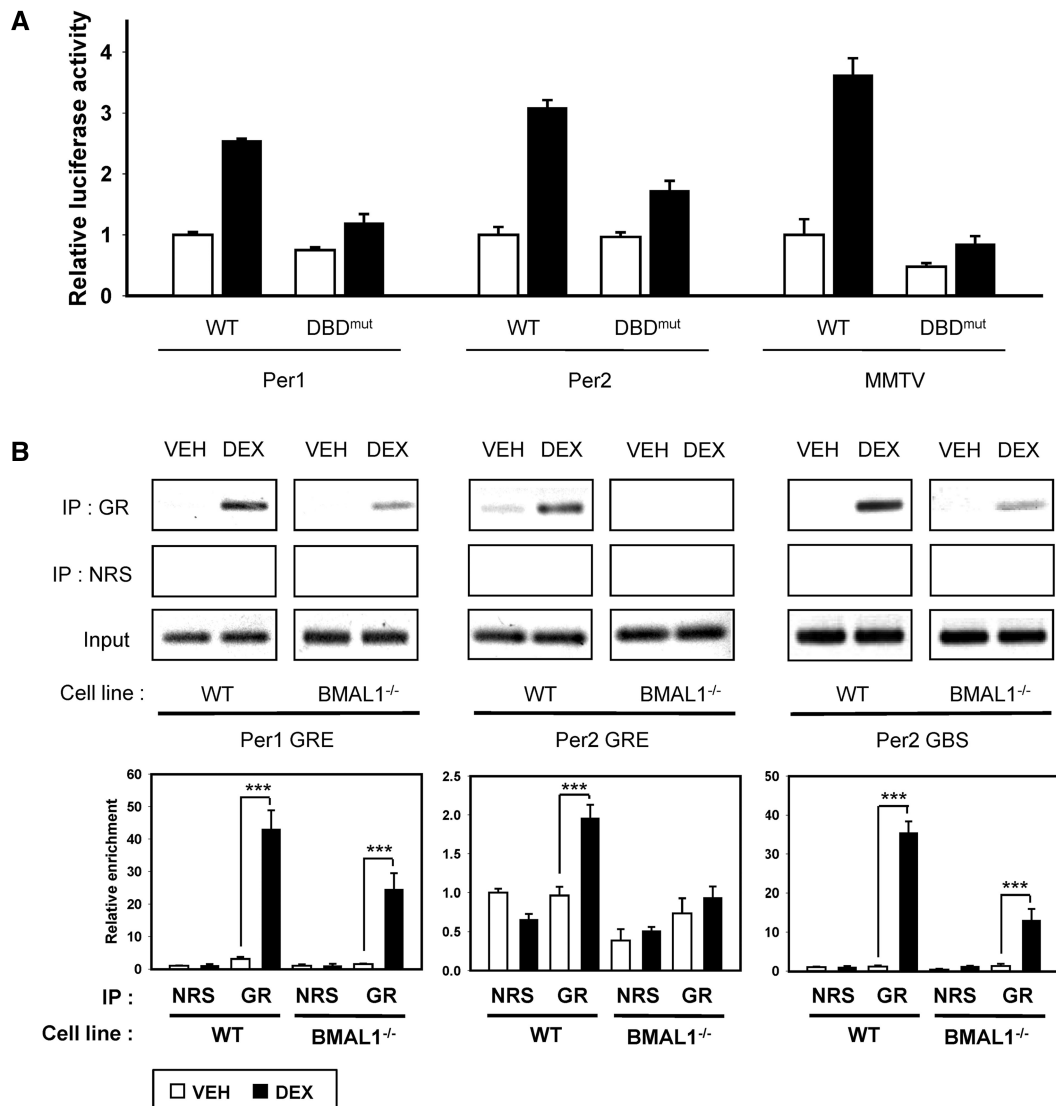 A
Relative luciferase activity
4
3
2
1
0
WT DBDmut WT DBDmut WT DBDmut
Per1 Per2 MMTV
B
VEH DEX VEH DEX VEH DEX VEH DEX VEH DEX VEH DEX
IP : GR
IP : NRS
Input
Cell line : WT BMAL1-/- WT BMAL1-/- WT BMAL1-/-
Per1 GRE Per2 GRE Per2 GBS
Relative enrichment
60
50
40
30
20
10
0
*** ***
2.5
2.0
1.5
1.0
0.5
0.0
***
50
40
30
20
10
0
*** ***
IP : NRS GR NRS GR NRS GR NRS GR NRS GR NRS GR
Cell line : WT BMAL1-/- WT BMAL1-/- WT BMAL1-/-
VEH DEX